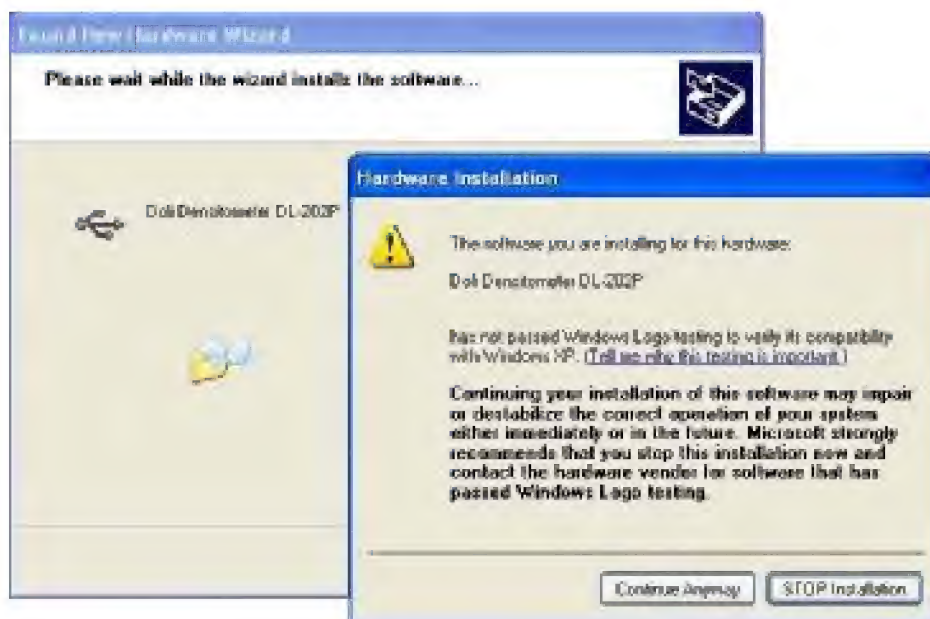 Found New Hardware Wizard
Please wait while the wizard installs the software...
Doli Densitometer DL-202P
Hardware Installation
The software you are installing for this hardware:
Doli Densitometer DL-202P
has not passed Windows Logo testing to verify its compatibility
with Windows XP. (Tell me why this testing is important.)
Continuing your installation of this software may impair
or destabilize the correct operation of your system
either immediately or in the future. Microsoft strongly
recommends that you stop this installation now and
contact the hardware vendor for software that has
passed Windows Logo testing.
Continue Anyway
STOP Installation